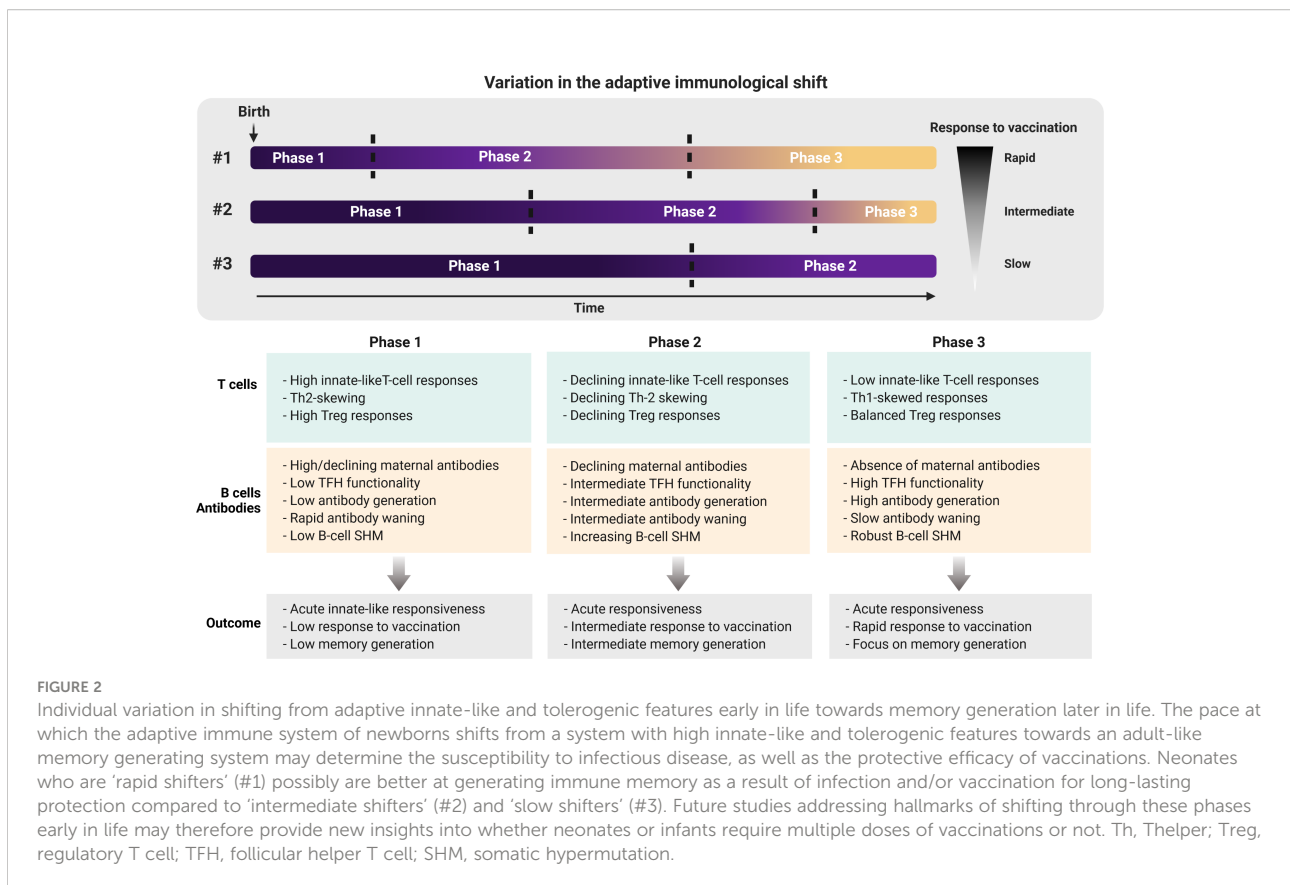 Variation in the adaptive immunological shift
Birth
Response to vaccination
#1
Phase 1
Phase 2
Phase 3
Rapid
#2
Phase 1
Phase 2
Phase 3
Intermediate
#3
Phase 1
Phase 2
Slow
Time
Phase 1
Phase 2
Phase 3
T cells
- High innate-likeT-cell responses
- Th2-skewing
- High Treg responses
- Declining innate-like T-cell responses
- Declining Th-2 skewing
- Declining Treg responses
- Low innate-like T-cell responses
- Th1-skewed responses
- Balanced Treg responses
B cells
Antibodies
- High/declining maternal antibodies
- Low TFH functionality
- Low antibody generation
- Rapid antibody waning
- Low B-cell SHM
- Declining maternal antibodies
- Intermediate TFH functionality
- Intermediate antibody generation
- Intermediate antibody waning
- Increasing B-cell SHM
- Absence of maternal antibodies
- High TFH functionality
- High antibody generation
- Slow antibody waning
- Robust B-cell SHM
Outcome
- Acute innate-like responsiveness
- Low response to vaccination
- Low memory generation
- Acute responsiveness
- Intermediate response to vaccination
- Intermediate memory generation
- Acute responsiveness
- Rapid response to vaccination
- Focus on memory generation
FIGURE 2
Individual variation in shifting from adaptive innate-like and tolerogenic features early in life towards memory generation later in life. The pace at
which the adaptive immune system of newborns shifts from a system with high innate-like and tolerogenic features towards an adult-like
memory generating system may determine the susceptibility to infectious disease, as well as the protective efficacy of vaccinations. Neonates
who are ‘rapid shifters’ (#1) possibly are better at generating immune memory as a result of infection and/or vaccination for long-lasting
protection compared to ‘intermediate shifters’ (#2) and ‘slow shifters’ (#3). Future studies addressing hallmarks of shifting through these phases
early in life may therefore provide new insights into whether neonates or infants require multiple doses of vaccinations or not. Th, Thelper; Treg,
regulatory T cell; TFH, follicular helper T cell; SHM, somatic hypermutation.